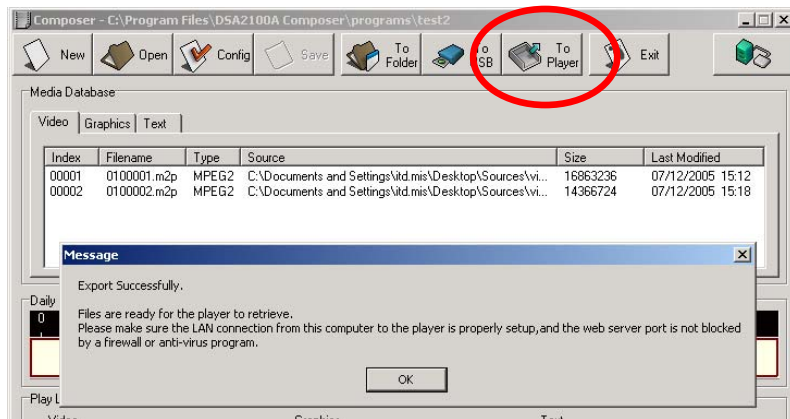 Composer - C:\Program Files\DSA2100A Composer\programs\test2
New Open Config Save To Folder To SB To Player Exit
Media Database
Video Graphics Text
Index Filename Type Source Size Last Modified
00001 0100001.m2p MPEG2 C:\Documents and Settings\itd.mis\Desktop\Sources\vi... 16863236 07/12/2005 15:12
00002 0100002.m2p MPEG2 C:\Documents and Settings\itd.mis\Desktop\Sources\vi... 14366724 07/12/2005 15:18
Message
Export Successfully.
Daily
0
Files are ready for the player to retrieve.
Please make sure the LAN connection from this computer to the player is properly setup,and the web server port is not blocked
by a firewall or anti-virus program.
OK
Play L
Video Graphics Text